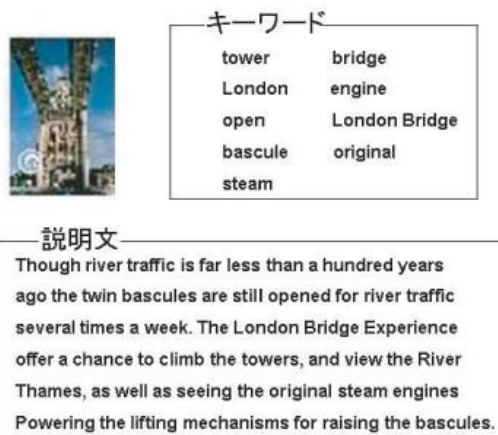 キーワード
tower bridge
London engine
open London Bridge
bascule original
steam
説明文
Though river traffic is far less than a hundred years
ago the twin bascules are still opened for river traffic
several times a week. The London Bridge Experience
offer a chance to climb the towers, and view the River
Thames, as well as seeing the original steam engines
Powering the lifting mechanisms for raising the bascules.